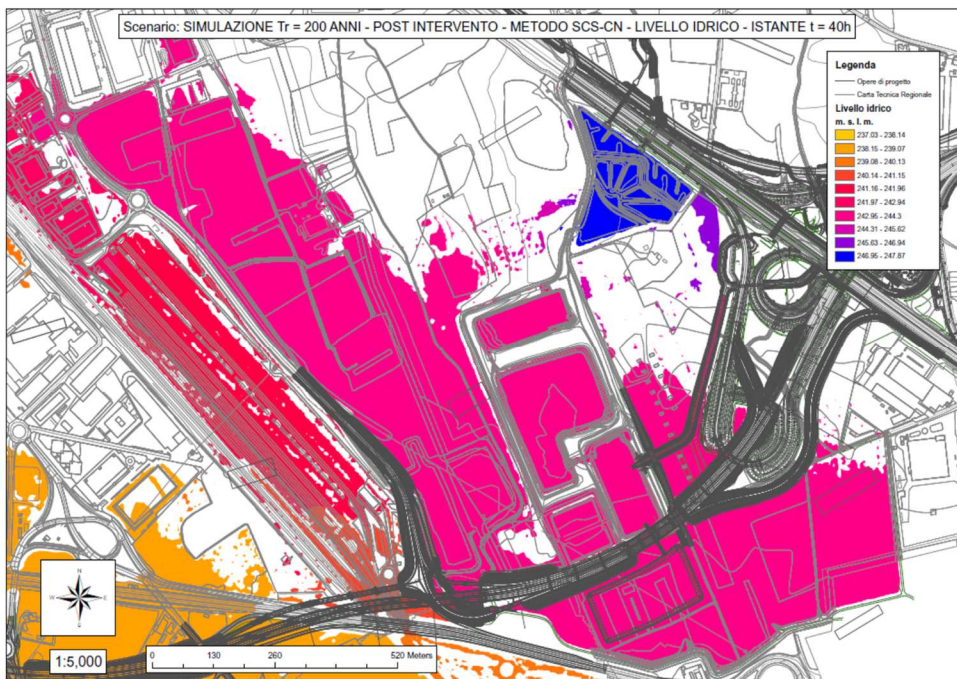 Scenario: SIMULAZIONE Tr = 200 ANNI - POST INTERVENTO - METODO SCS-CN - LIVELLO IDRICO - ISTANTE t = 40h
Legenda
Opere di progetto
Carta Tecnica Regionale
Livello idrico
m. s. l. m.
237.03 - 238.14
238.15 - 239.07
239.08 - 240.13
240.14 - 241.15
241.16 - 241.96
241.97 - 242.94
242.95 - 244.3
244.31 - 245.62
245.63 - 246.94
246.95 - 247.87
N
W E
S
1:5,000
0 130 260 520 Meters